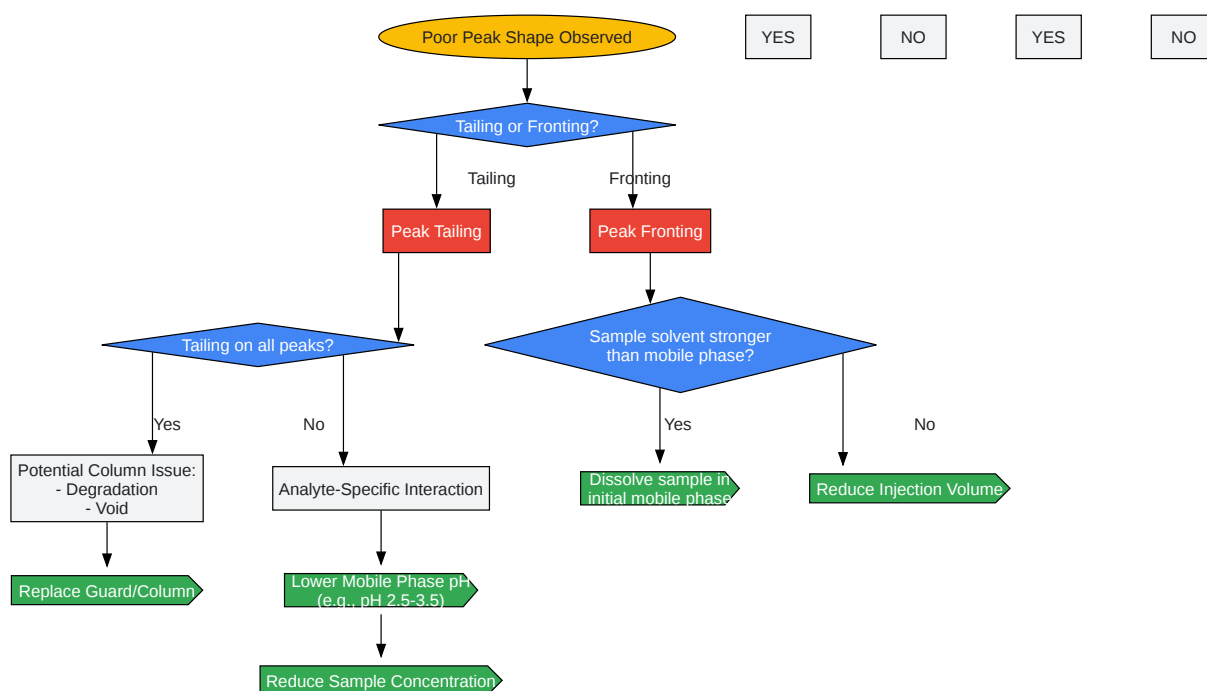 Poor Peak Shape Observed
YES
NO
YES
NO
Tailing or Fronting?
Tailing
Fronting
Peak Tailing
Peak Fronting
Tailing on all peaks?
Sample solvent stronger
than mobile phase?
Yes
No
Yes
No
Potential Column Issue:
- Degradation
- Void
Analyte-Specific Interaction
Dissolve sample in
initial mobile phase
Reduce Injection Volume
Replace Guard/Column
Lower Mobile Phase pH
(e.g., pH 2.5-3.5)
Reduce Sample Concentration